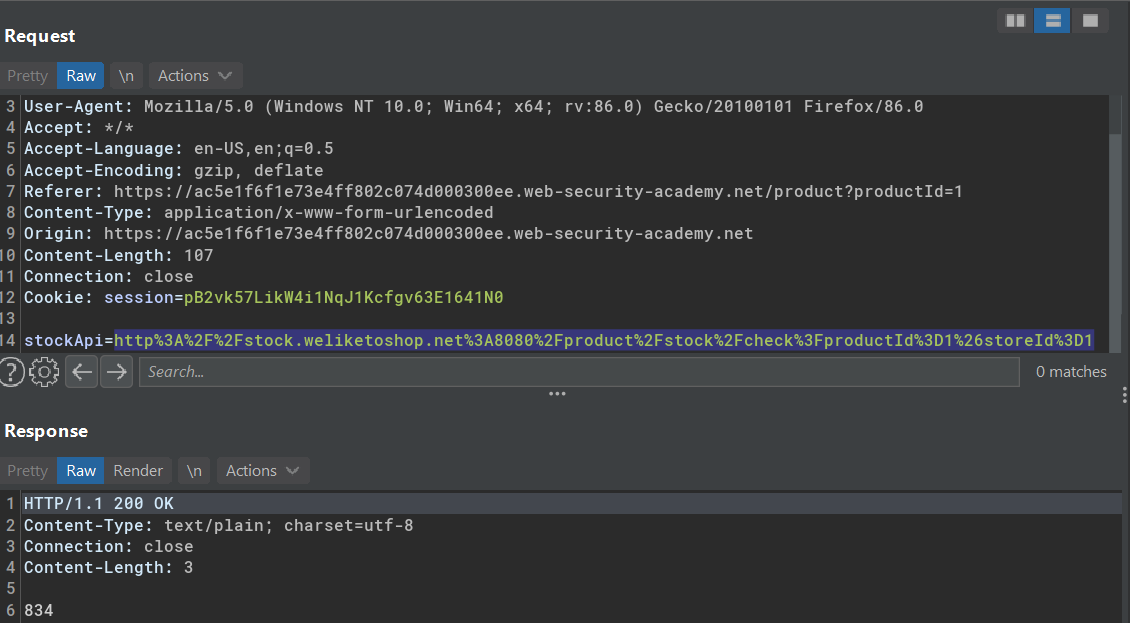 Request
Pretty Raw \n Actions
3 User-Agent: Mozilla/5.0 (Windows NT 10.0; Win64; x64; rv:86.0) Gecko/20100101 Firefox/86.0
4 Accept: */*
5 Accept-Language: en-US,en;q=0.5
6 Accept-Encoding: gzip, deflate
7 Referer: https://ac5e1f6f1e73e4ff802c074d000300ee.web-security-academy.net/product?productId=1
8 Content-Type: application/x-www-form-urlencoded
9 Origin: https://ac5e1f6f1e73e4ff802c074d000300ee.web-security-academy.net
10 Content-Length: 107
11 Connection: close
12 Cookie: session=pB2vk57LikW4i1NqJ1Kcfgv63E1641N0
13
14 stockApi=http%3A%2F%2Fstock.weliketoshop.net%3A8080%2Fproduct%2Fstock%2Fcheck%3FproductId%3D1%26storeId%3D1
? Search... 0 matches
Response
Pretty Raw Render \n Actions
1 HTTP/1.1 200 OK
2 Content-Type: text/plain; charset=utf-8
3 Connection: close
4 Content-Length: 3
5
6 834